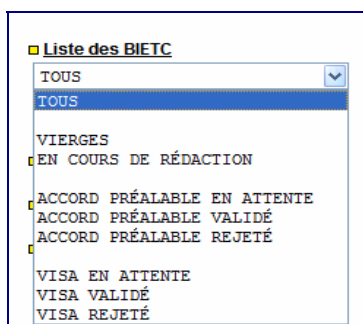 Liste des BIETC
TOUS
TOUS
VIERGES
EN COURS DE RÉDACTION
ACCORD PRÉALABLE EN ATTENTE
ACCORD PRÉALABLE VALIDÉ
ACCORD PRÉALABLE REJETÉ
VISA EN ATTENTE
VISA VALIDÉ
VISA REJETÉ